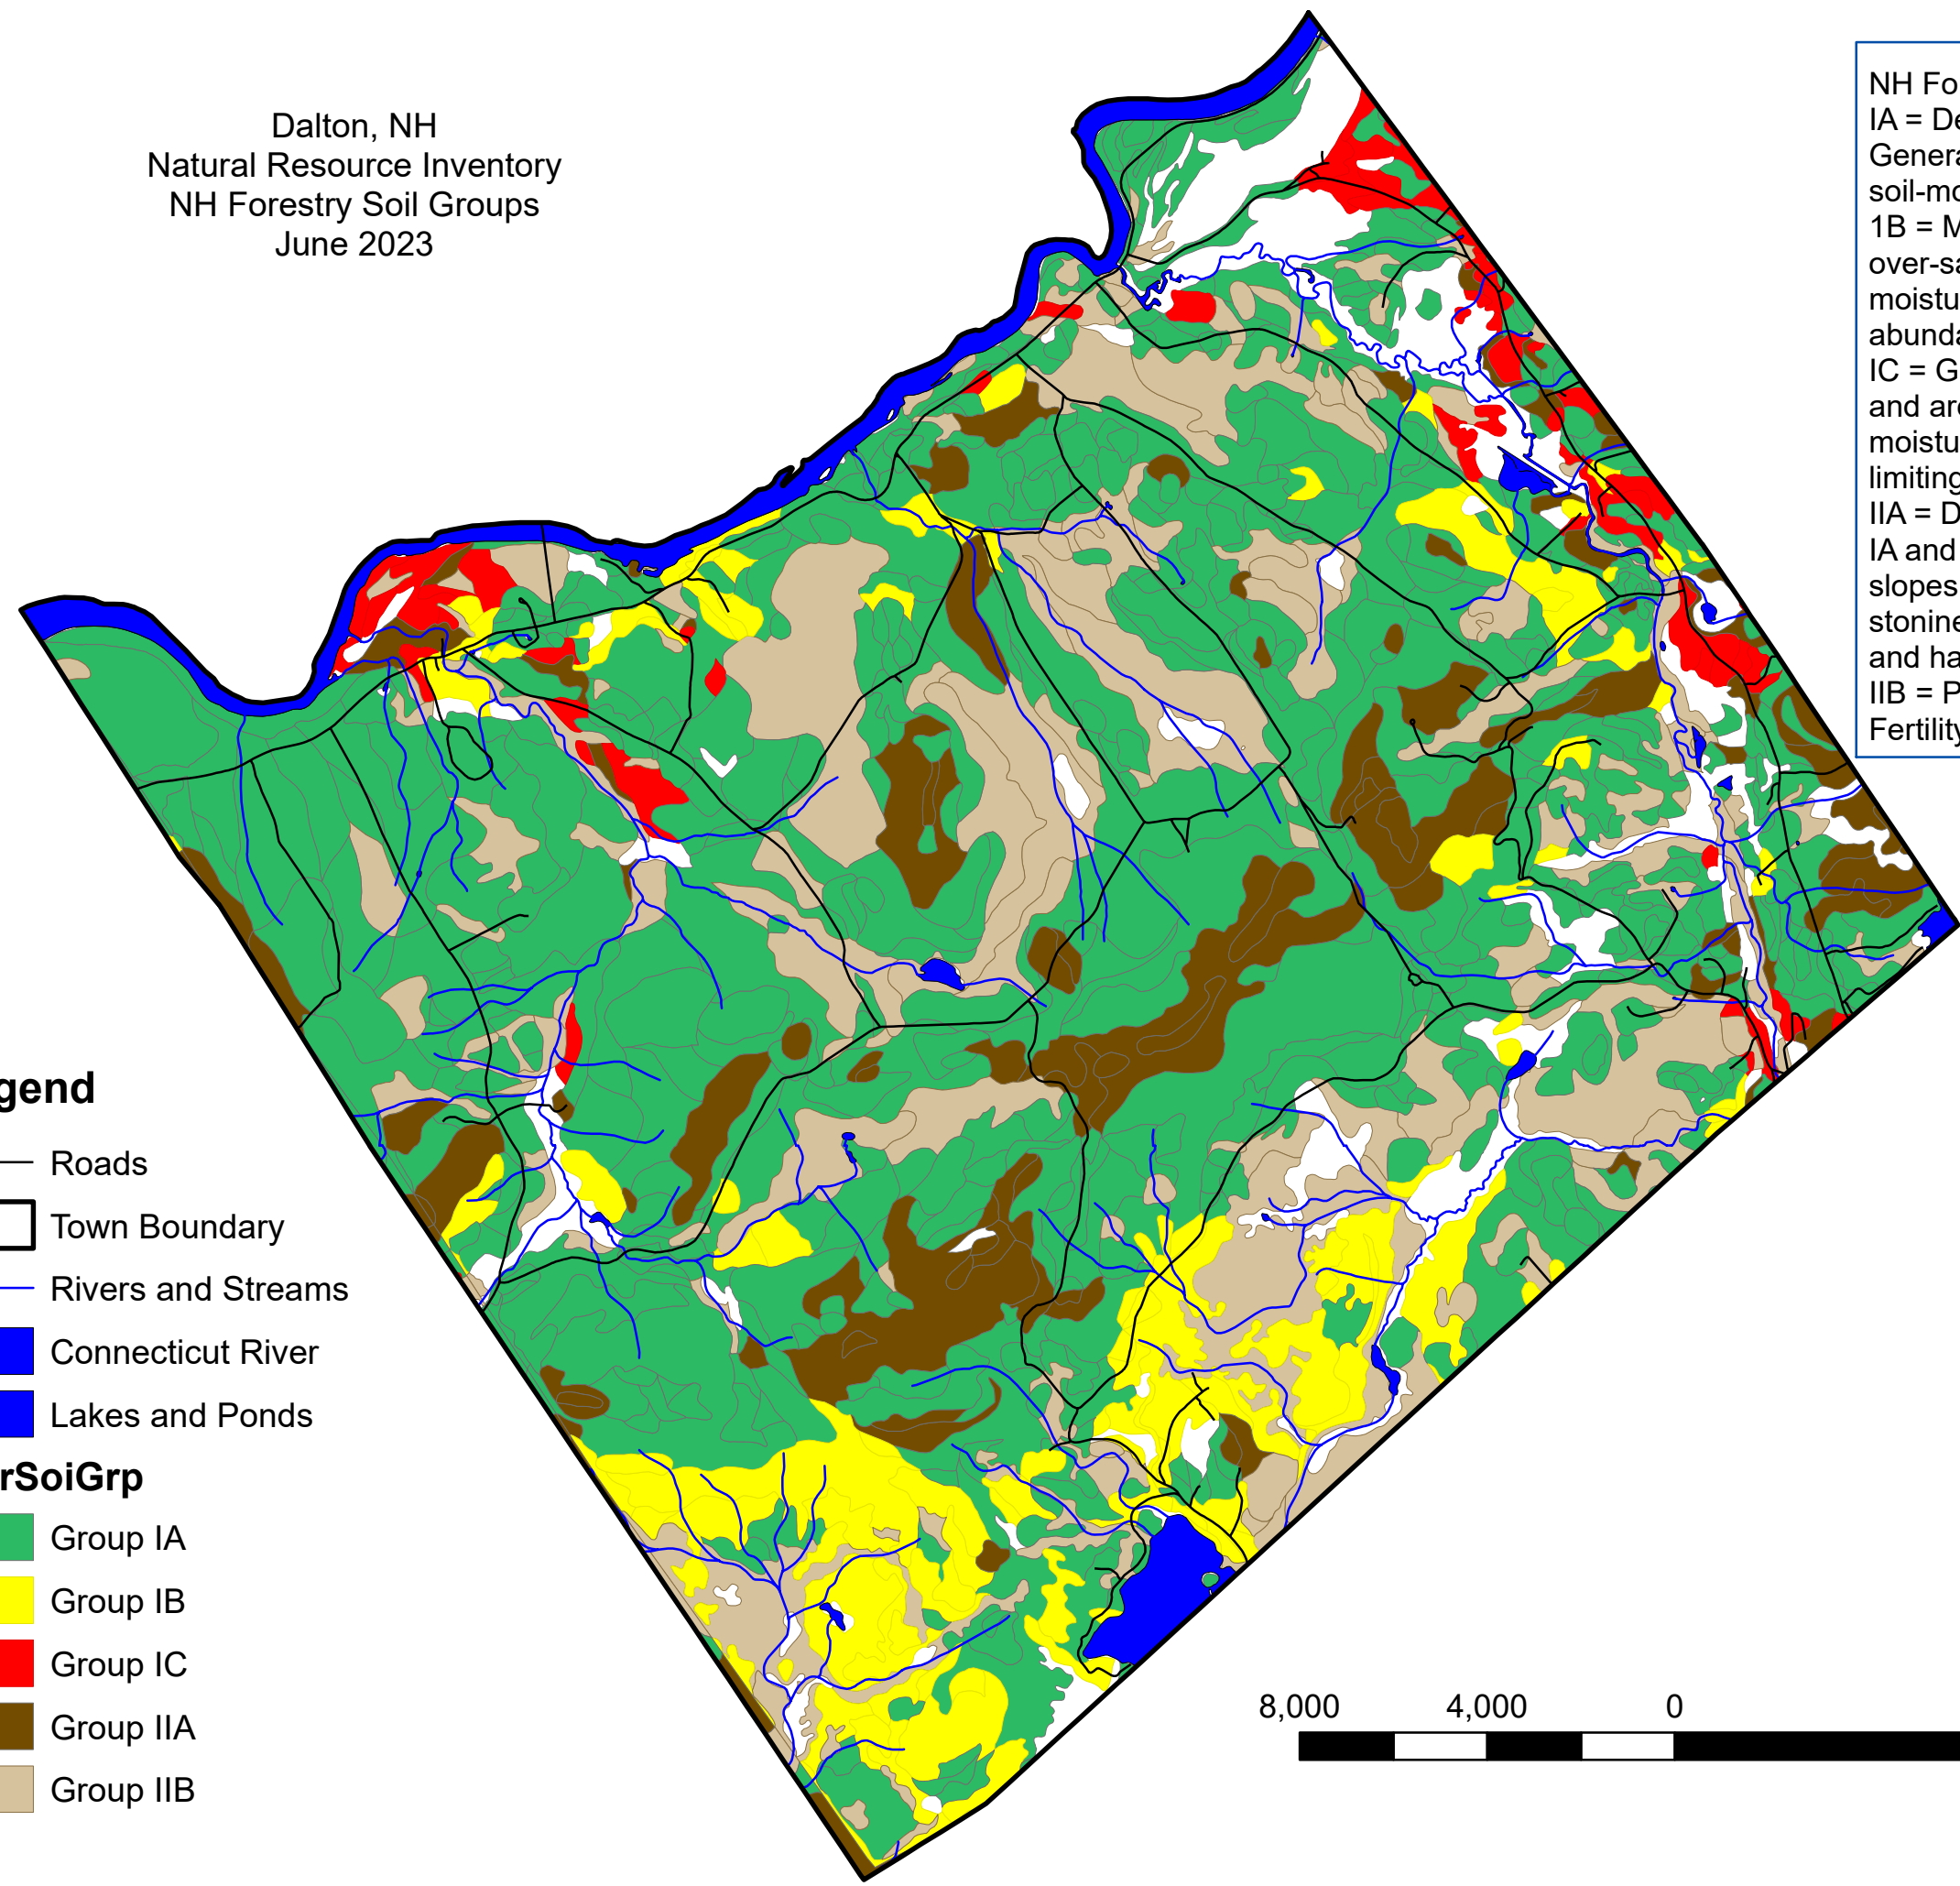 Dalton, NH
Natural Resource Inventory
NH Forestry Soil Groups
June 2023
NH Fo
IA = De
Genera
soil-mo
1B = M
over-sa
moistu
abunda
IC = G
and are
moistu
limiting
IIA = D
IA and
slopes
stonine
and ha
IIB = P
Fertility
gend
Roads
Town Boundary
Rivers and Streams
Connecticut River
Lakes and Ponds
rSoiGrp
Group IA
Group IB
Group IC
Group IIA
Group IIB
8,000 4,000 0